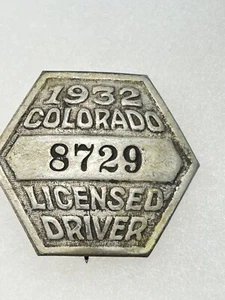 1932
COLORADO
8729
LICENSED
DRIVER